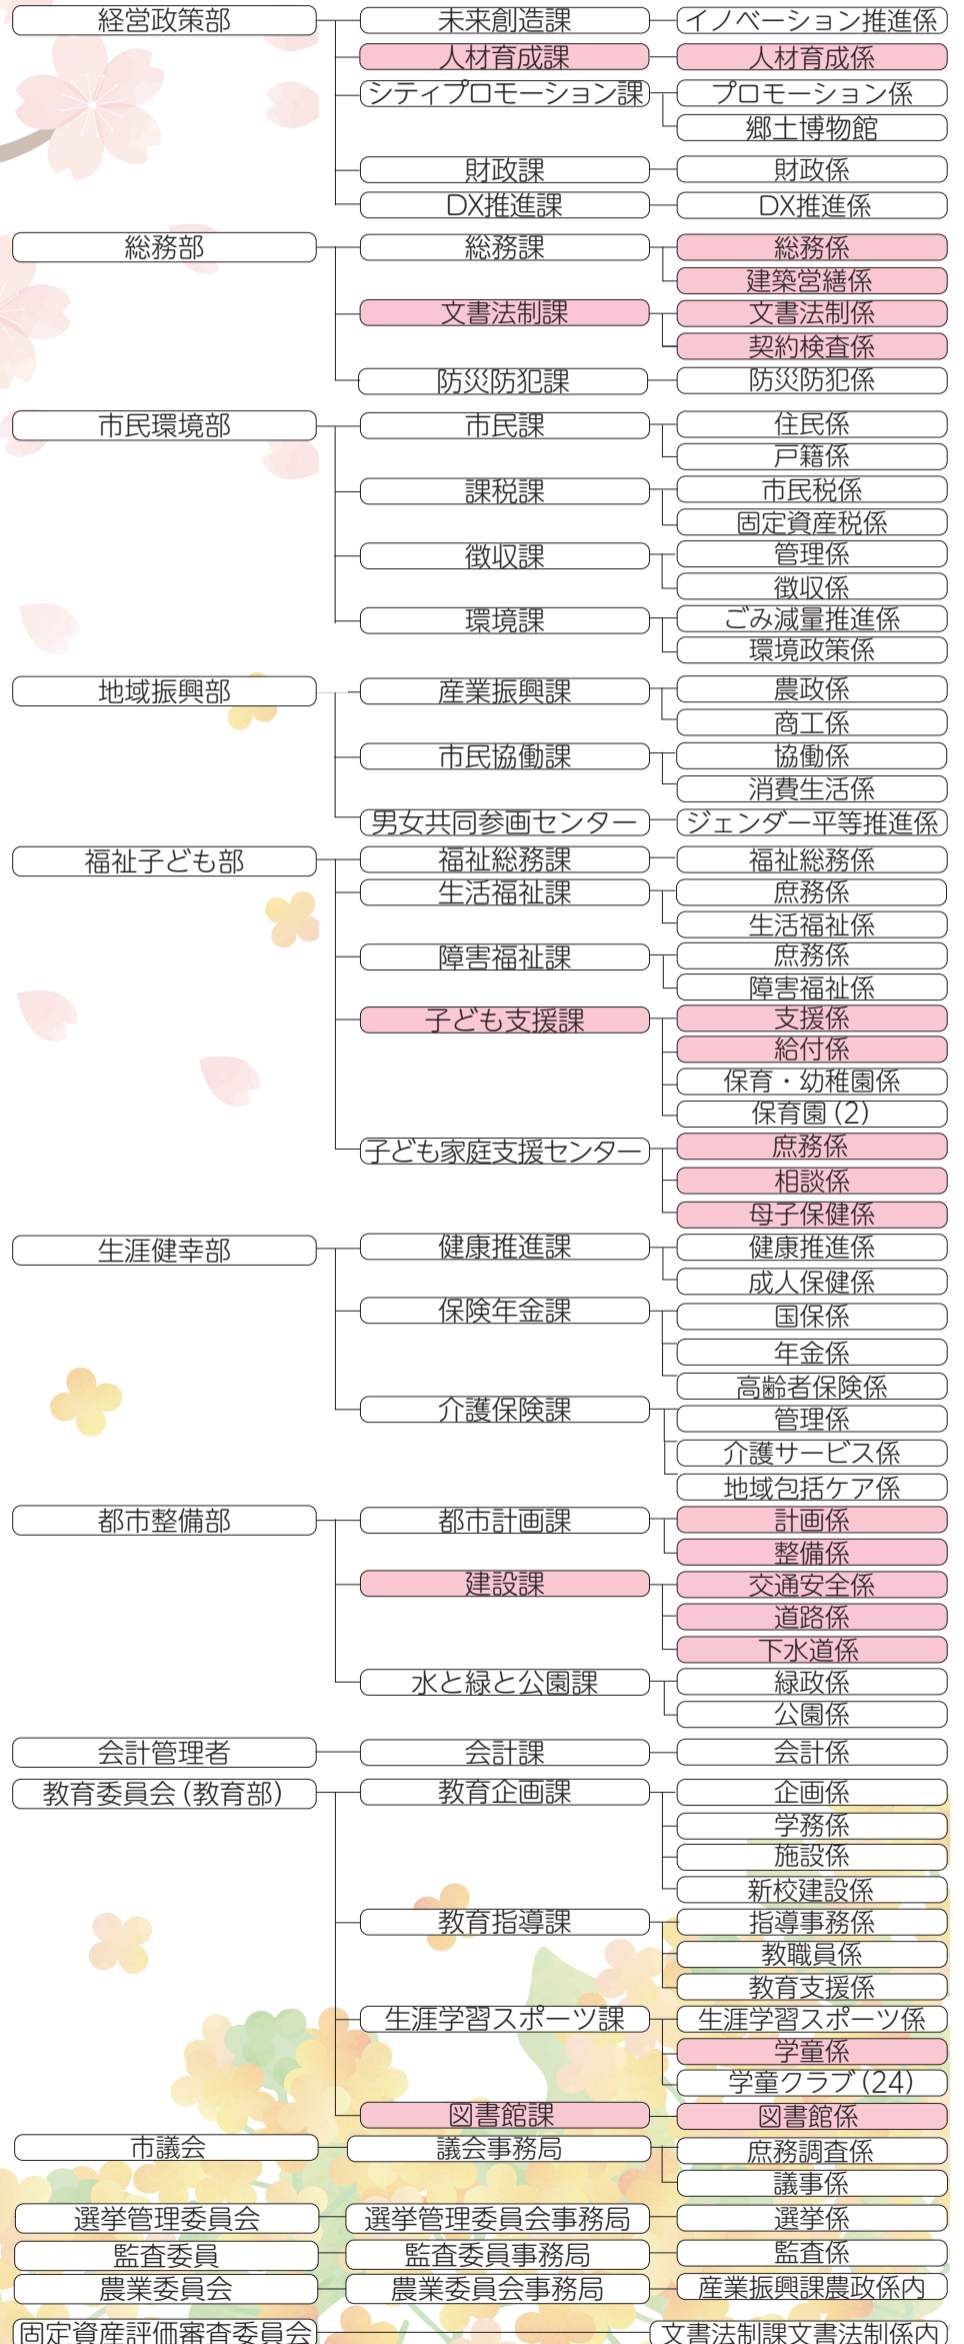 経営政策部 未来創造課 イノベーション推進係
人材育成課 人材育成係
シティプロモーション課 プロモーション係
郷土博物館
財政課 財政係
DX推進課 DX推進係
総務部 総務課 総務係
建築営繕係
文書法制課 文書法制係
契約検査係
防災防犯課 防災防犯係
市民環境部 市民課 住民係
戸籍係
課税課 市民税係
固定資産税係
徴収課 管理係
徴収係
環境課 ごみ減量推進係
環境政策係
地域振興部 産業振興課 農政係
商工係
市民協働課 協働係
消費生活係
男女共同参画センター ジェンダー平等推進係
福祉子ども部 福祉総務課 福祉総務係
生活福祉課 庶務係
生活福祉係
障害福祉課 庶務係
障害福祉係
子ども支援課 支援係
給付係
保育・幼稚園係
保育園(2)
子ども家庭支援センター 庶務係
相談係
母子保健係
生涯健幸部 健康推進課 健康推進係
成人保健係
保険年金課 国保係
年金係
高齢者保険係
介護保険課 管理係
介護サービス係
地域包括ケア係
都市整備部 都市計画課 計画係
整備係
建設課 交通安全係
道路係
下水道係
水と緑と公園課 緑政係
公園係
会計管理者 会計課 会計係
教育委員会(教育部) 教育企画課 企画係
学務係
施設係
新校建設係
教育指導課 指導事務係
教職員係
教育支援係
生涯学習スポーツ課 生涯学習スポーツ係
学童係
学童クラブ(24)
図書館課 図書館係
市議会 議会事務局 庶務調査係
議事係
選挙管理委員会 選挙管理委員会事務局 選挙係
監査委員 監査委員事務局 監査係
農業委員会 農業委員会事務局 産業振興課農政係内
固定資産評価審査委員会 文書法制課文書法制係内